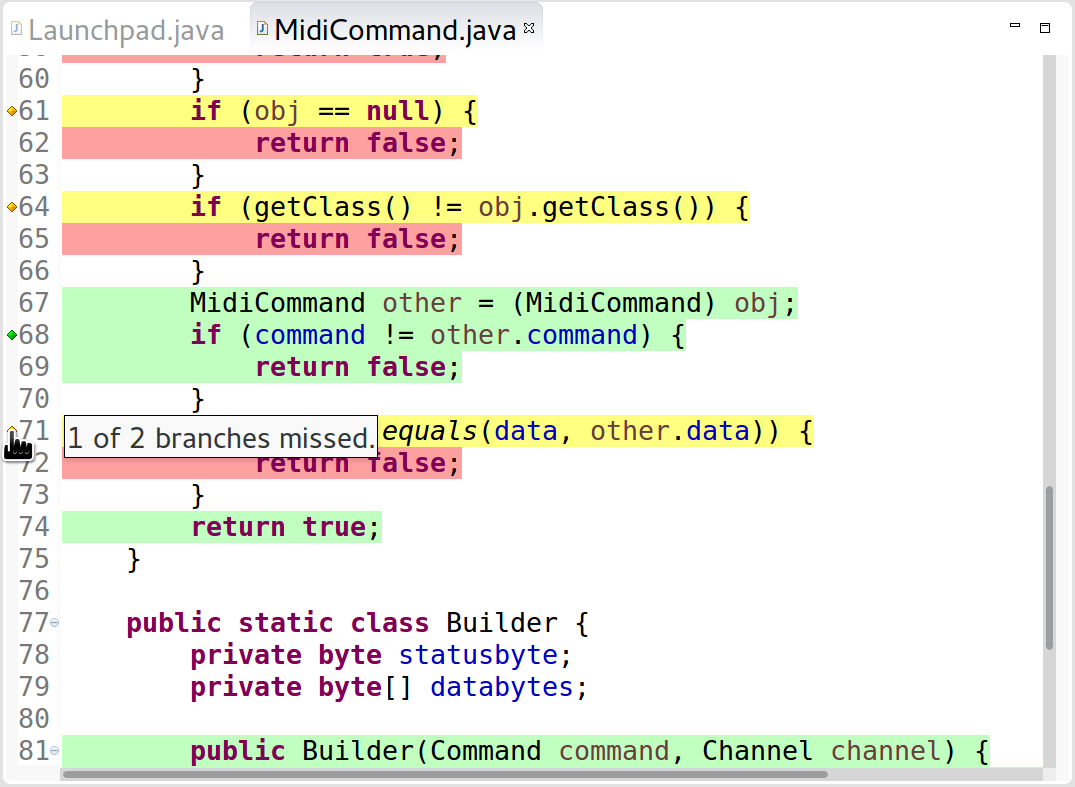 Launchpad.java MidiCommand.java
60 }
61 if (obj == null) {
62 return false;
63 }
64 if (getClass() != obj.getClass()) {
65 return false;
66 }
67 MidiCommand other = (MidiCommand) obj;
68 if (command != other.command) {
69 return false;
70 }
71 equals(data, other.data)) {
1 of 2 branches missed.
72 return false;
73 }
74 return true;
75 }
76
77 public static class Builder {
78 private byte statusbyte;
79 private byte[] databytes;
80
81 public Builder(Command command, Channel channel) {